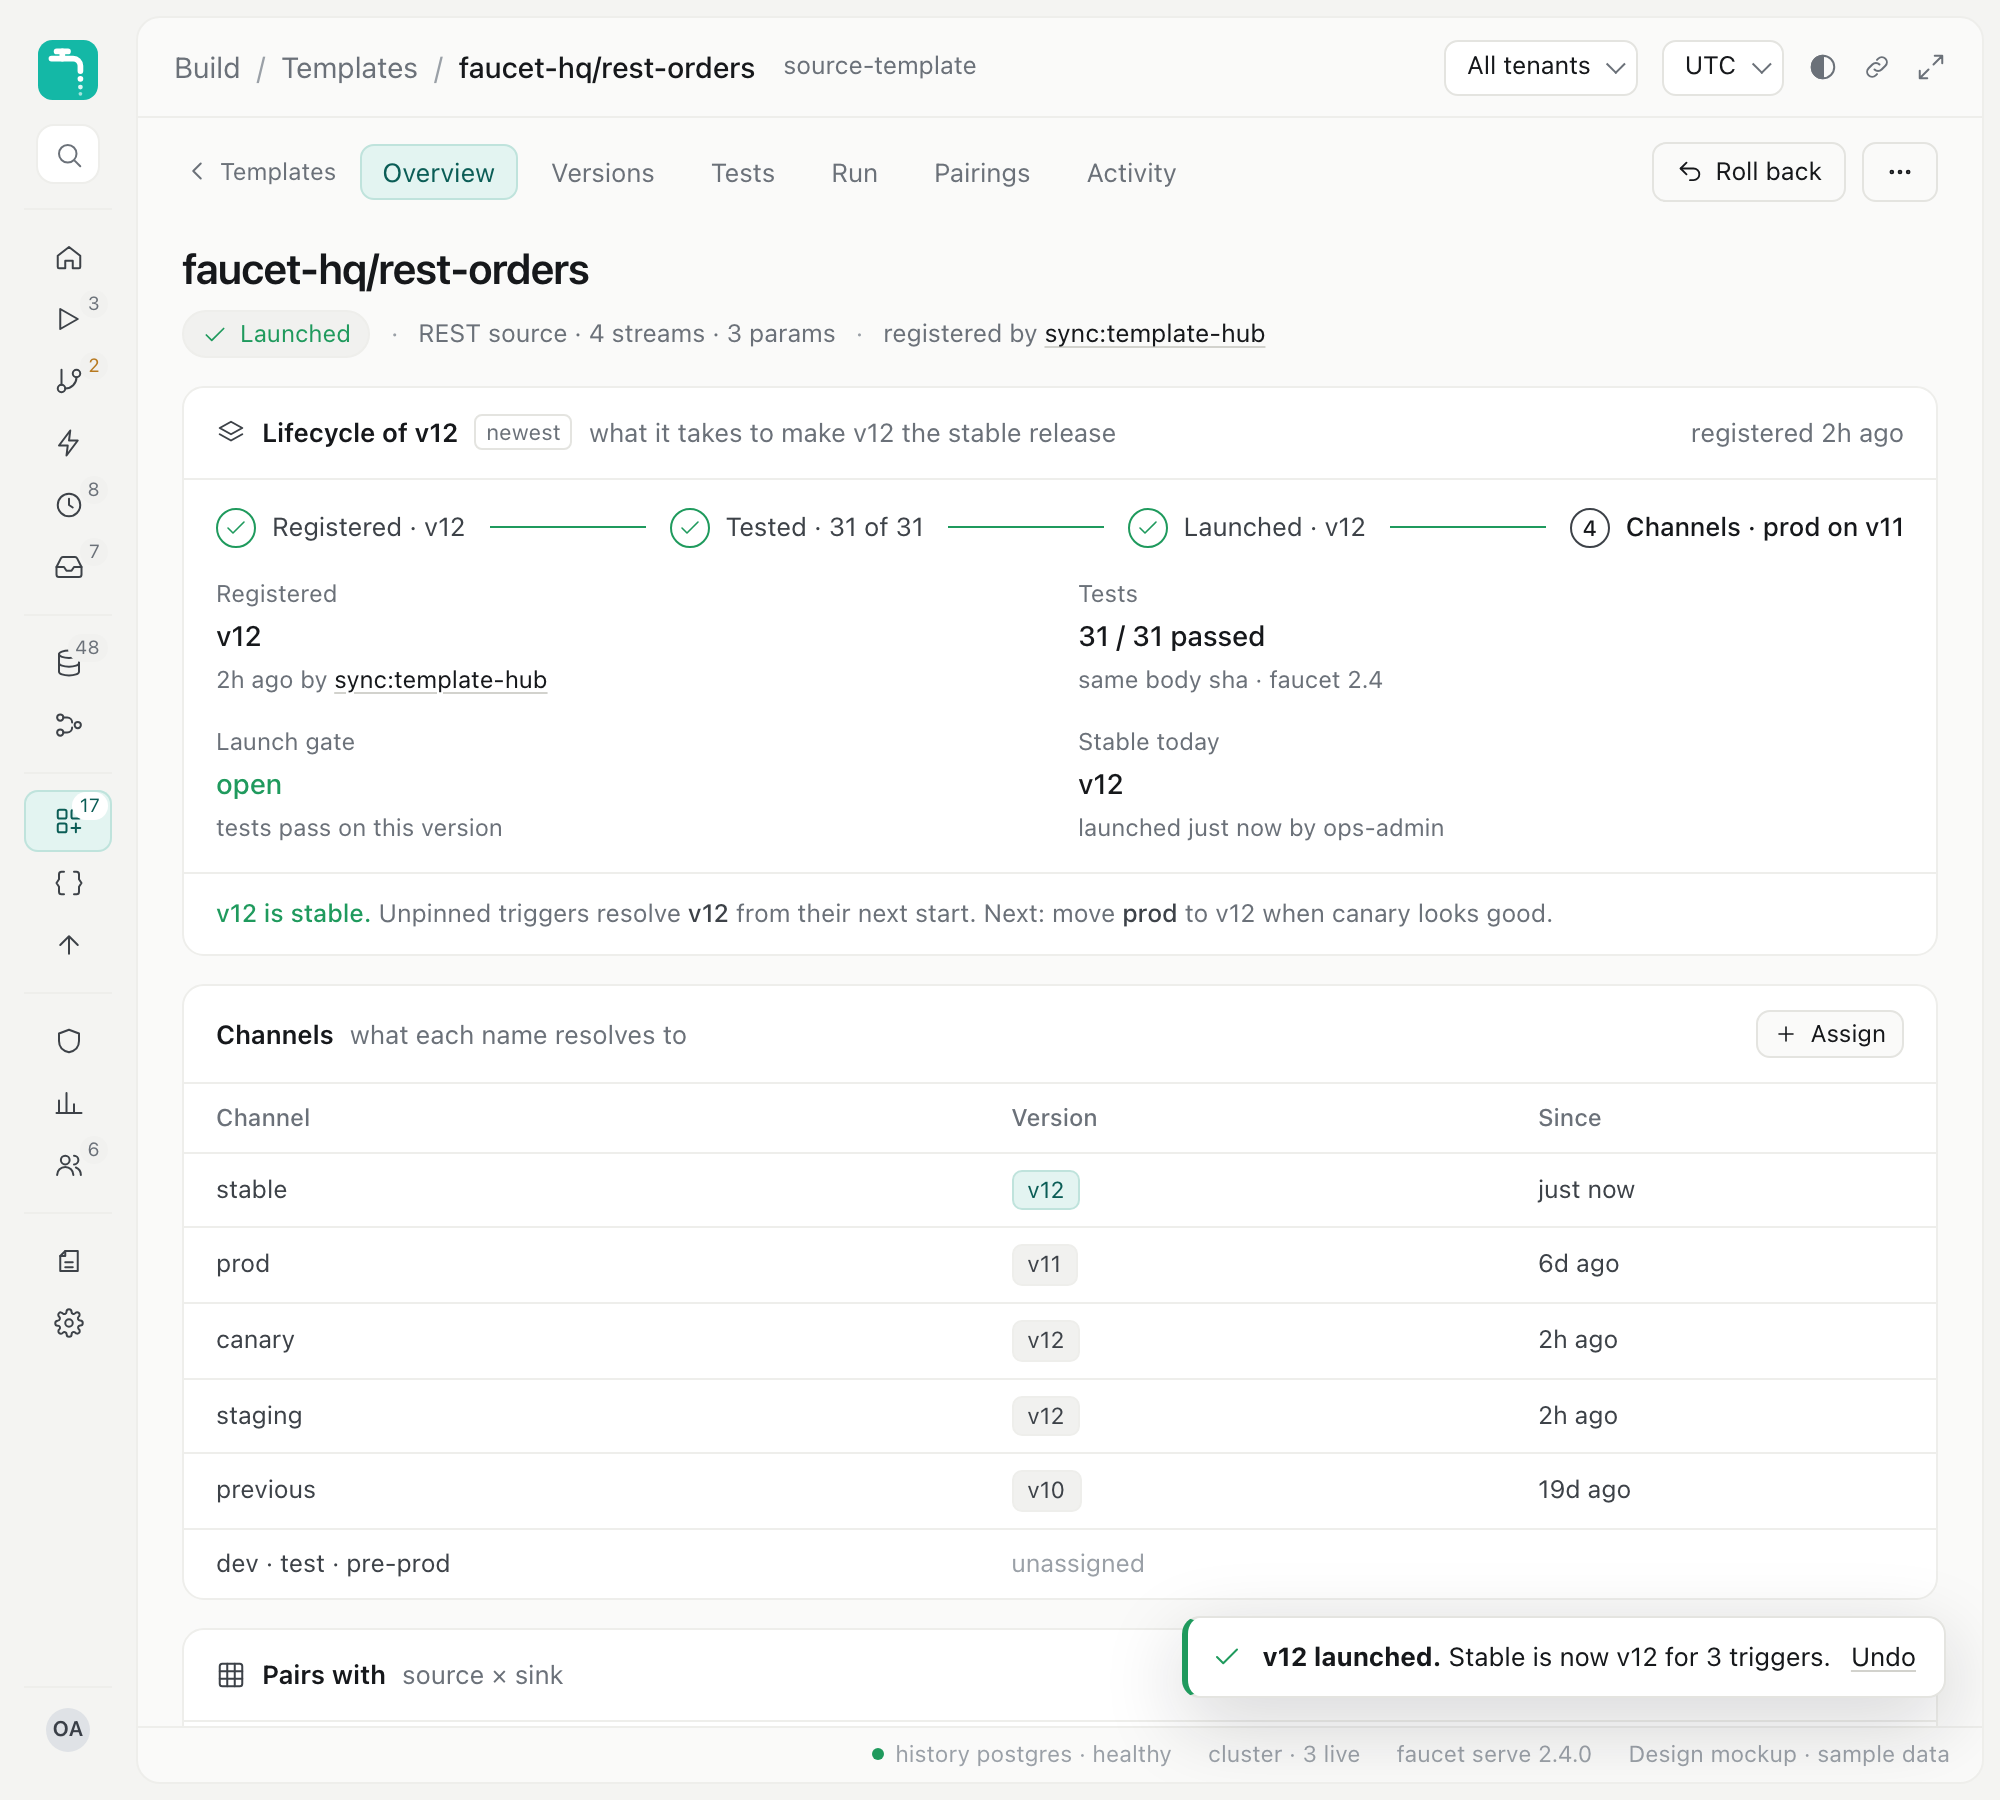 Build / Templates / faucet-hq/rest-orders source-template
All tenants
UTC
Templates
Overview
Versions
Tests
Run
Pairings
Activity
Roll back
faucet-hq/rest-orders
Launched · REST source · 4 streams · 3 params · registered by sync:template-hub
3
2
8
7
48
17
6
OA
Lifecycle of v12 newest what it takes to make v12 the stable release registered 2h ago
Registered · v12
Tested · 31 of 31
Launched · v12
4 Channels · prod on v11
Registered
v12
2h ago by sync:template-hub
Tests
31 / 31 passed
same body sha · faucet 2.4
Launch gate
open
tests pass on this version
Stable today
v12
launched just now by ops-admin
v12 is stable. Unpinned triggers resolve v12 from their next start. Next: move prod to v12 when canary looks good.
Channels what each name resolves to
+ Assign
Channel Version Since
stable v12 just now
prod v11 6d ago
canary v12 2h ago
staging v12 2h ago
previous v10 19d ago
dev · test · pre-prod unassigned
Pairs with source × sink
v12 launched. Stable is now v12 for 3 triggers. Undo
history postgres · healthy cluster · 3 live faucet serve 2.4.0 Design mockup · sample data